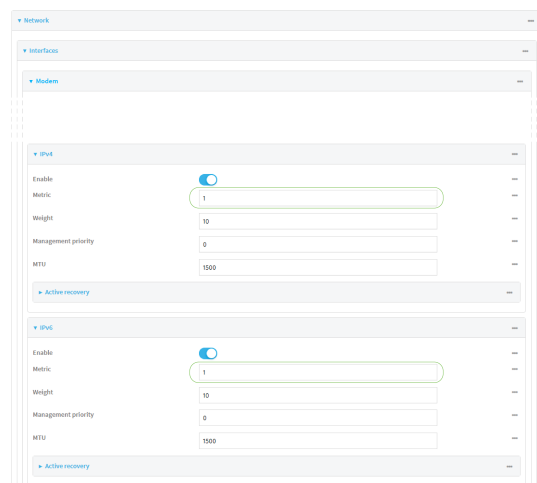 ▼ Network
▼ Interfaces
▼ Modem
▼ IPv4
Enable
Metric
1
Weight
10
Management priority
0
MTU
1500
► Active recovery
▼ IPv6
Enable
Metric
1
Weight
10
Management priority
0
MTU
1500
► Active recovery